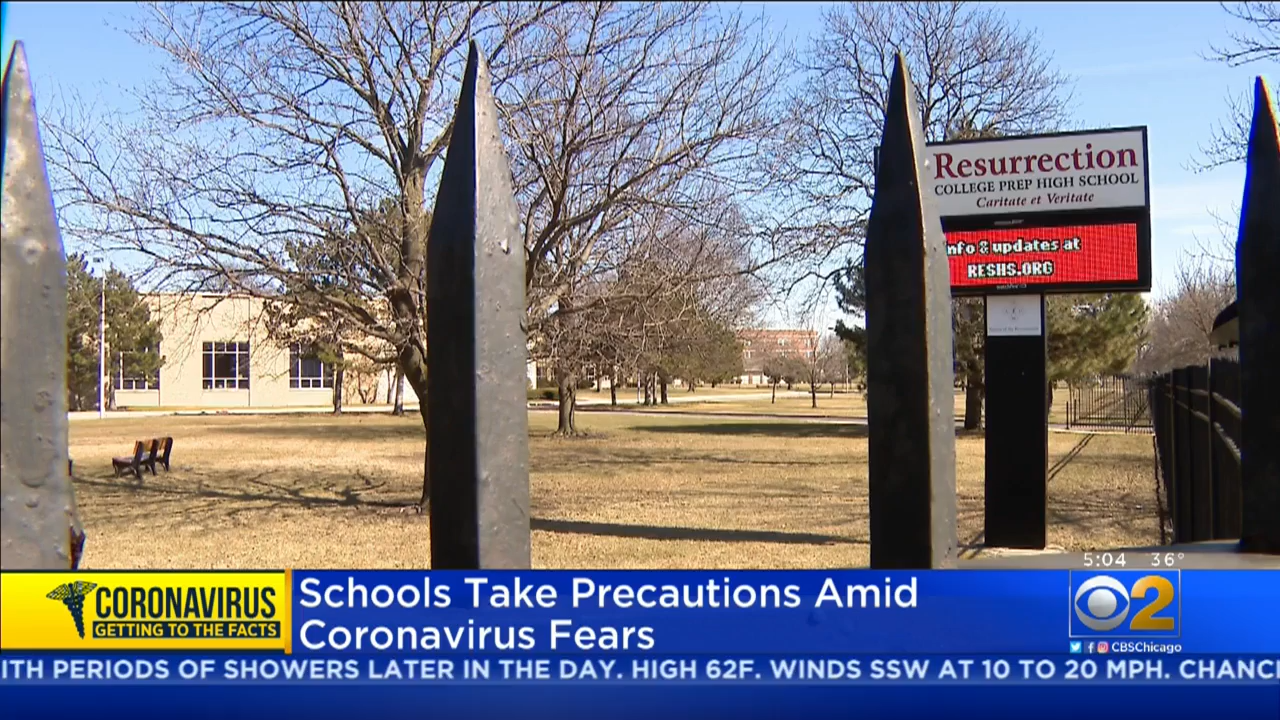 Resurrection
COLLEGE PREP HIGH SCHOOL
Caritate et Veritate
nfo & updates at
RESHS.ORG
5:04 36°
CORONAVIRUS
GETTING TO THE FACTS
Schools Take Precautions Amid
Coronavirus Fears
2
CBSChicago
ITH PERIODS OF SHOWERS LATER IN THE DAY. HIGH 62F. WINDS SSW AT 10 TO 20 MPH. CHANC